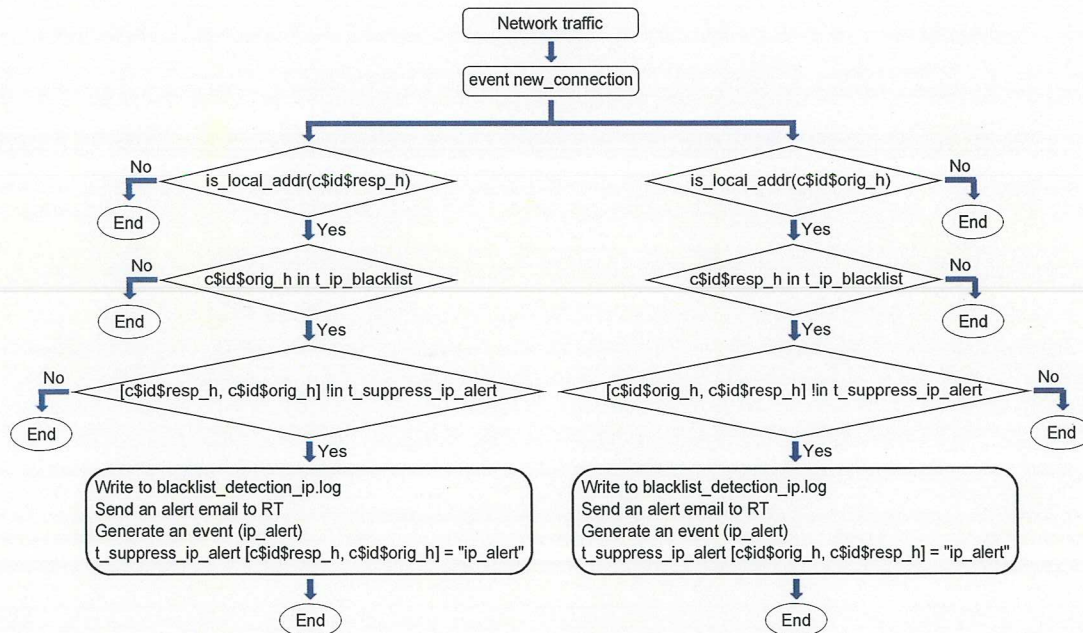 Network traffic
event new_connection
is_local_addr(c$id$resp_h)
No
End
Yes
c$id$orig_h in t_ip_blacklist
No
End
Yes
[c$id$resp_h, c$id$orig_h] !in t_suppress_ip_alert
No
End
Yes
Write to blacklist_detection_ip.log
Send an alert email to RT
Generate an event (ip_alert)
t_suppress_ip_alert [c$id$resp_h, c$id$orig_h] = "ip_alert"
End
is_local_addr(c$id$orig_h)
No
End
Yes
c$id$resp_h in t_ip_blacklist
No
End
Yes
[c$id$orig_h, c$id$resp_h] !in t_suppress_ip_alert
No
End
Yes
Write to blacklist_detection_ip.log
Send an alert email to RT
Generate an event (ip_alert)
t_suppress_ip_alert [c$id$orig_h, c$id$resp_h] = "ip_alert"
End